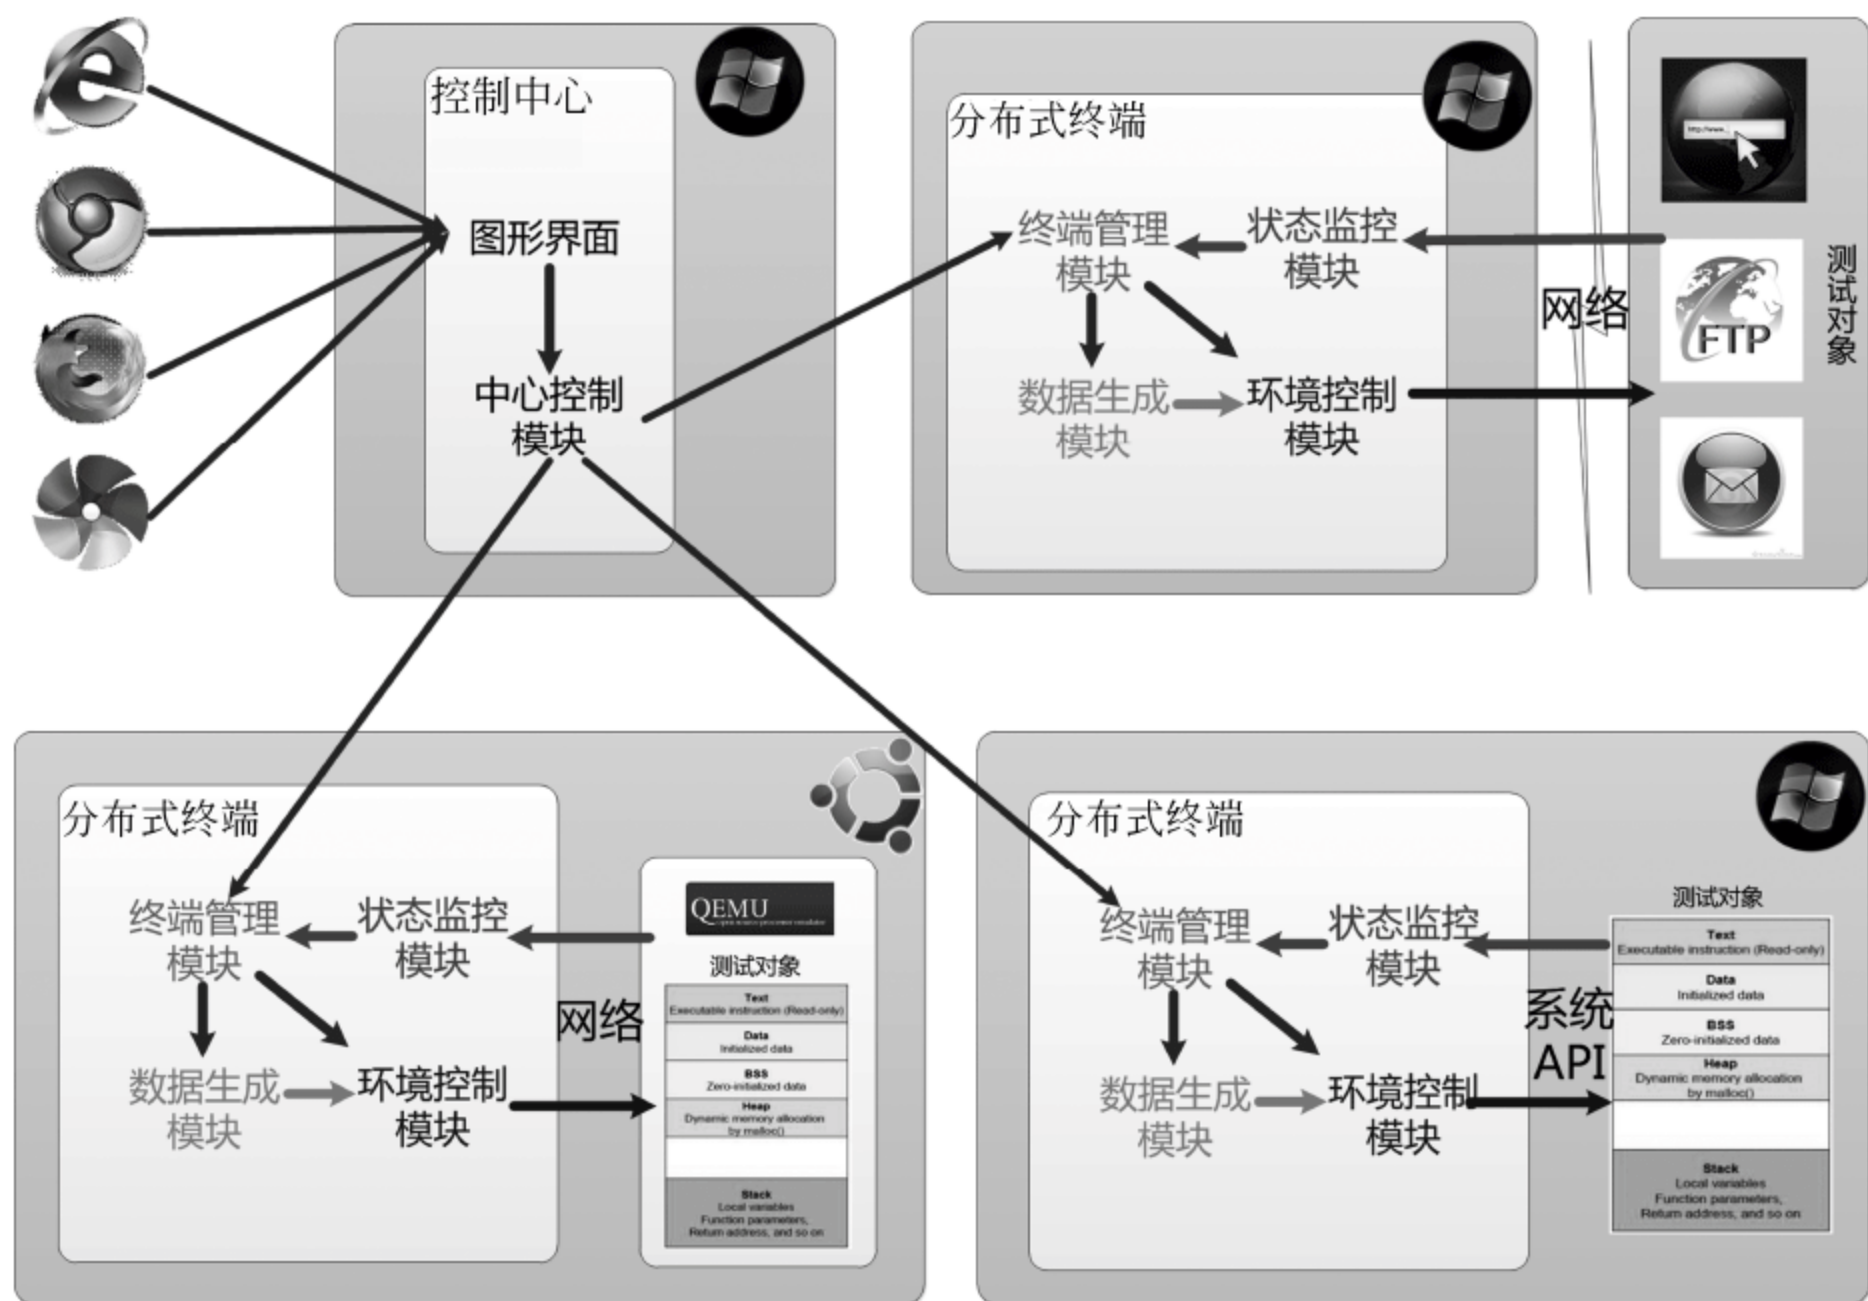 控制中心
图形界面
中心控制
模块
分布式终端
终端管理
模块
状态监控
模块
数据生成
模块
环境控制
模块
网络
http://www.
FTP
测试对象
分布式终端
终端管理
模块
状态监控
模块
数据生成
模块
环境控制
模块
网络
QEMU
测试对象
Text
Executable instruction (Read-only)
Data
Initialized data
BSS
Zero-initialized data
Heap
Dynamic memory allocation
by malloc()
Stack
Local variables
Function parameters,
Return address, and so on
分布式终端
终端管理
模块
状态监控
模块
数据生成
模块
环境控制
模块
系统
API
测试对象
Text
Executable instruction (Read-only)
Data
Initialized data
BSS
Zero-initialized data
Heap
Dynamic memory allocation
by malloc()
Stack
Local variables
Function parameters,
Return address, and so on